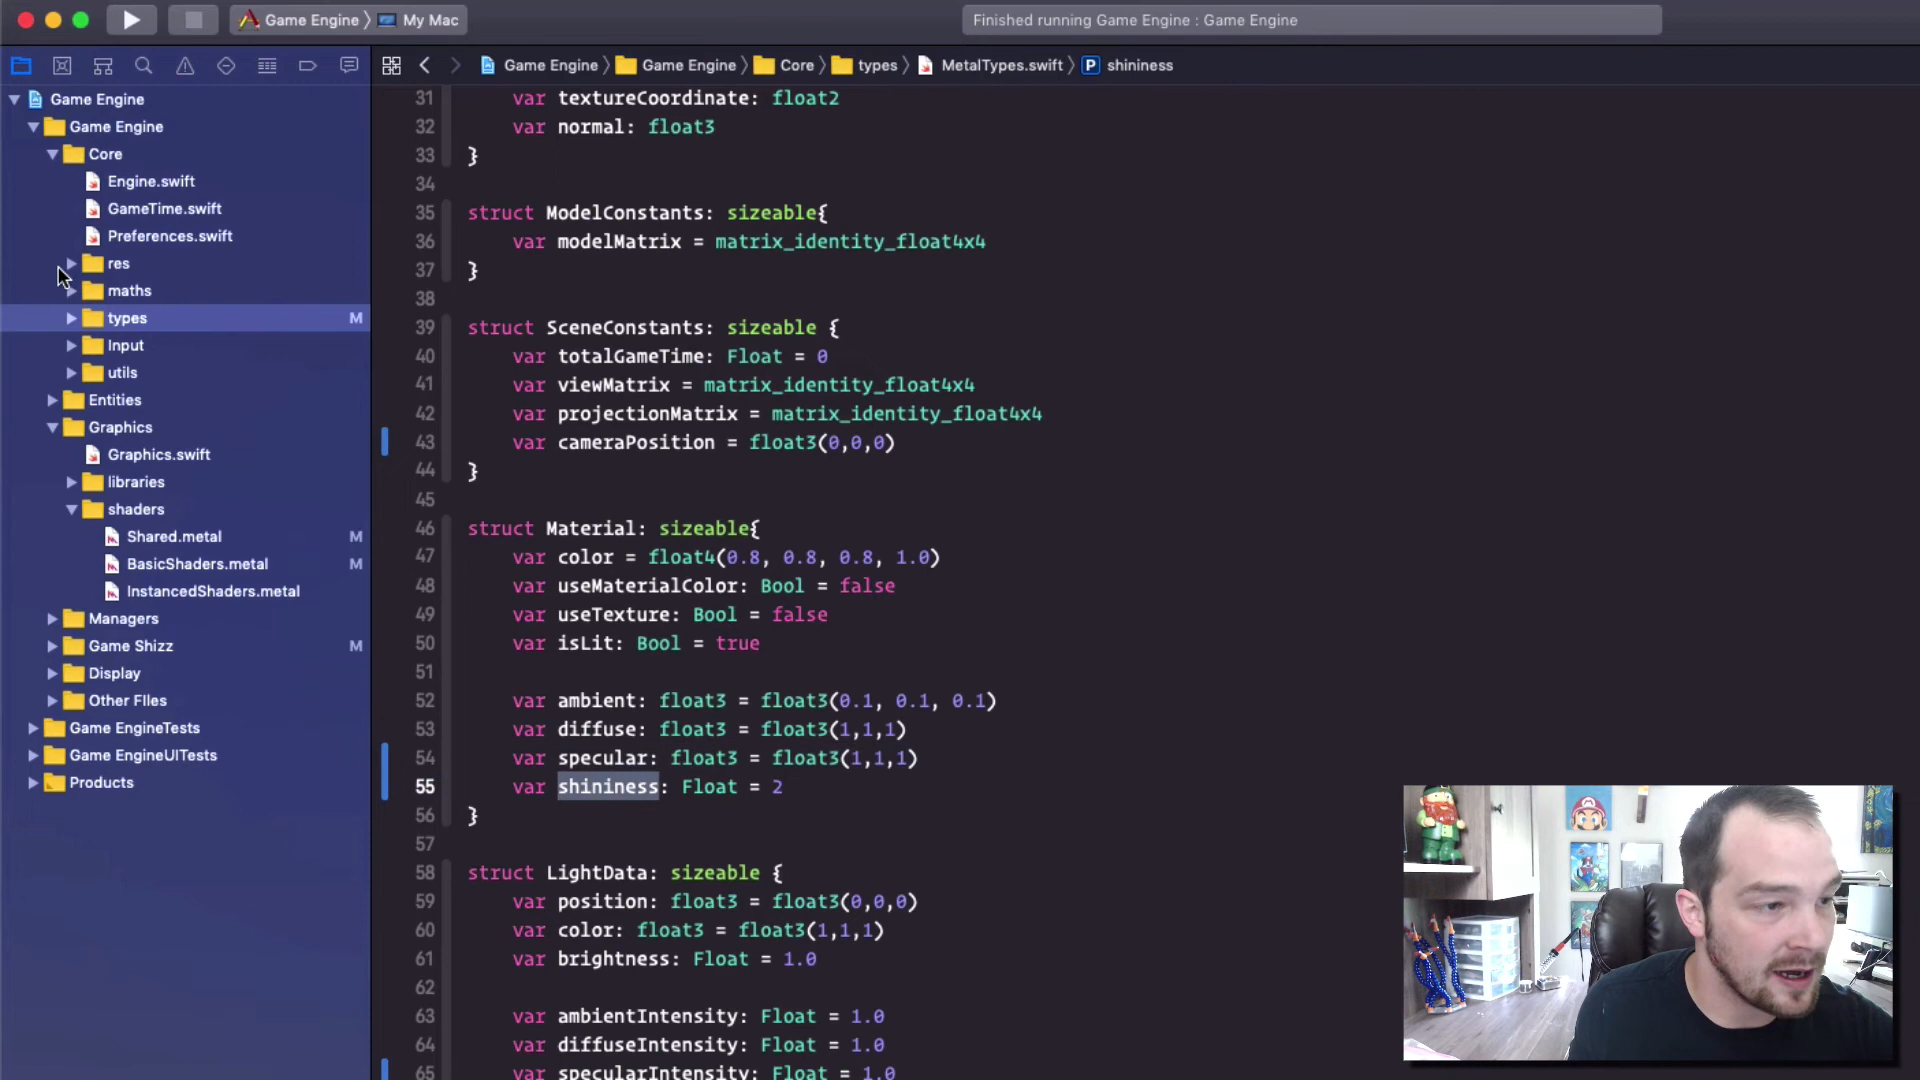 Game Engine 〉 My Mac
Finished running Game Engine : Game Engine
Game Engine 〉 Game Engine 〉 Core 〉 types 〉 MetalTypes.swift 〉 P shininess
Game Engine
Game Engine
Core
Engine.swift
GameTime.swift
Preferences.swift
res
maths
types M
Input
utils
Entities
Graphics
Graphics.swift
libraries
shaders
Shared.metal M
BasicShaders.metal M
InstancedShaders.metal
Managers
Game Shizz M
Display
Other FIles
Game EngineTests
Game EngineUITests
Products
31 var textureCoordinate: float2
32 var normal: float3
33 }
34
35 struct ModelConstants: sizeable{
36 var modelMatrix = matrix_identity_float4x4
37 }
38
39 struct SceneConstants: sizeable {
40 var totalGameTime: Float = 0
41 var viewMatrix = matrix_identity_float4x4
42 var projectionMatrix = matrix_identity_float4x4
43 var cameraPosition = float3(0,0,0)
44 }
45
46 struct Material: sizeable{
47 var color = float4(0.8, 0.8, 0.8, 1.0)
48 var useMaterialColor: Bool = false
49 var useTexture: Bool = false
50 var isLit: Bool = true
51
52 var ambient: float3 = float3(0.1, 0.1, 0.1)
53 var diffuse: float3 = float3(1,1,1)
54 var specular: float3 = float3(1,1,1)
55 var shininess: Float = 2
56 }
57
58 struct LightData: sizeable {
59 var position: float3 = float3(0,0,0)
60 var color: float3 = float3(1,1,1)
61 var brightness: Float = 1.0
62
63 var ambientIntensity: Float = 1.0
64 var diffuseIntensity: Float = 1.0
65 var specularIntensity: Float = 1.0